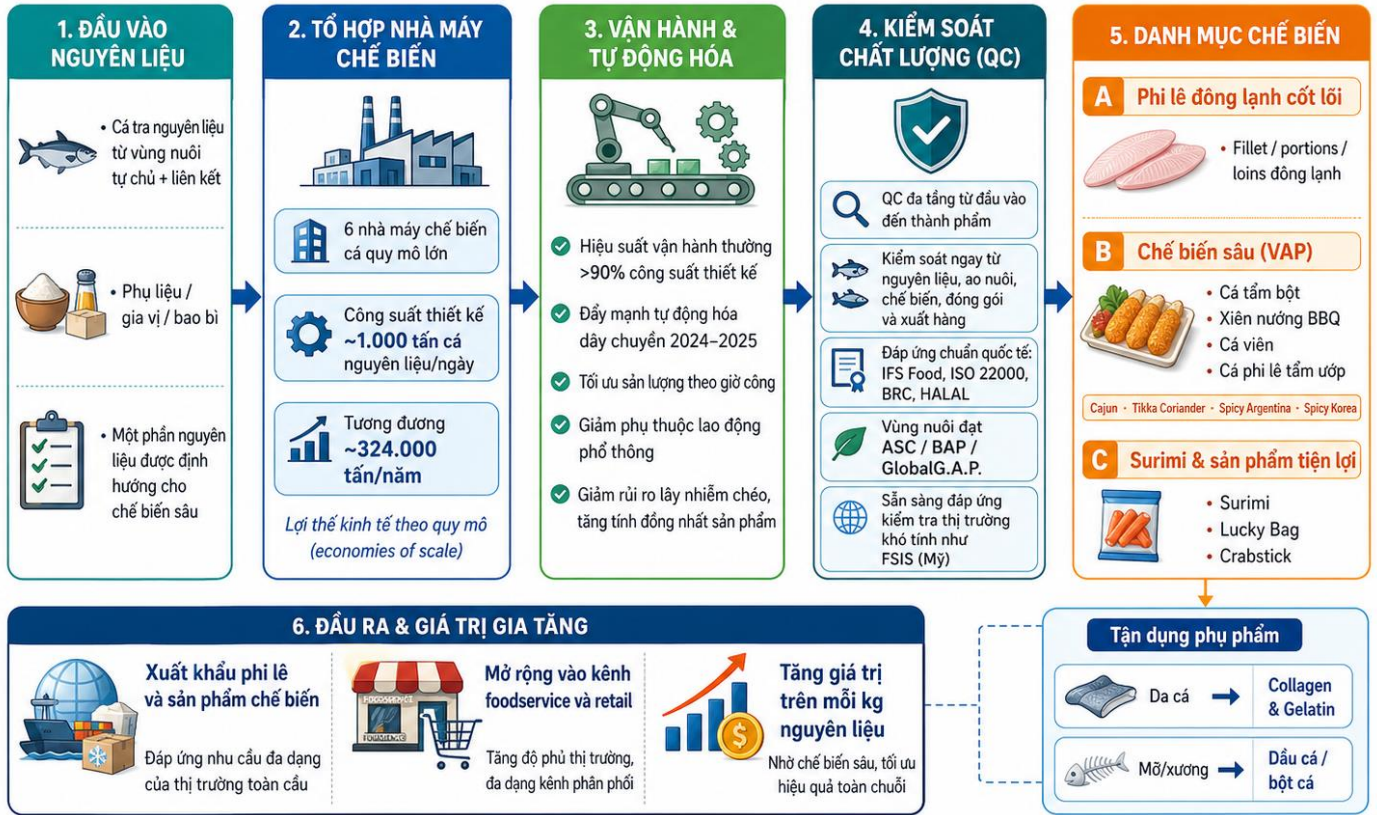 1. ĐẦU VÀO
NGUYÊN LIỆU
• Cá tra nguyên liệu
từ vùng nuôi
tự chủ + liên kết
• Phụ liệu /
gia vị / bao bì
• Một phần nguyên
liệu được định
hướng cho
chế biến sâu
2. TỔ HỢP NHÀ MÁY
CHẾ BIẾN
6 nhà máy chế biến
cá quy mô lớn
Công suất thiết kế
~1.000 tấn cá
nguyên liệu/ngày
Tương đương
~324.000
tấn/năm
Lợi thế kinh tế theo quy mô
(economies of scale)
3. VẬN HÀNH &
TỰ ĐỘNG HÓA
Hiệu suất vận hành thường
>90% công suất thiết kế
Đẩy mạnh tự động hóa
dây chuyền 2024–2025
Tối ưu sản lượng theo giờ công
Giảm phụ thuộc lao động
phổ thông
Giảm rủi ro lây nhiễm chéo,
tăng tính đồng nhất sản phẩm
4. KIỂM SOÁT
CHẤT LƯỢNG (QC)
QC đa tầng từ đầu vào
đến thành phẩm
Kiểm soát ngay từ
nguyên liệu, ao nuôi,
chế biến, đóng gói
và xuất hàng
Đáp ứng chuẩn quốc tế:
IFS Food, ISO 22000,
BRC, HALAL
Vùng nuôi đạt
ASC / BAP /
GlobalG.A.P.
Sẵn sàng đáp ứng
kiểm tra thị trường
khó tính như
FSIS (Mỹ)
5. DANH MỤC CHẾ BIẾN
A Phi lê đông lạnh cốt lõi
• Fillet / portions /
loins đông lạnh
B Chế biến sâu (VAP)
• Cá tẩm bột
• Xiên nướng BBQ
• Cá viên
• Cá phi lê tẩm ướp
Cajun · Tikka Coriander · Spicy Argentina · Spicy Korea
C Surimi & sản phẩm tiện lợi
• Surimi
• Lucky Bag
• Crabstick
6. ĐẦU RA & GIÁ TRỊ GIA TĂNG
Xuất khẩu phi lê
và sản phẩm chế biến
Đáp ứng nhu cầu đa dạng
của thị trường toàn cầu
Mở rộng vào kênh
foodservice và retail
Tăng độ phủ thị trường,
đa dạng kênh phân phối
Tăng giá trị
trên mỗi kg
nguyên liệu
$
Nhờ chế biến sâu, tối ưu
hiệu quả toàn chuỗi
Tận dụng phụ phẩm
Da cá
Collagen
& Gelatin
Mỡ/xương
Dầu cá /
bột cá